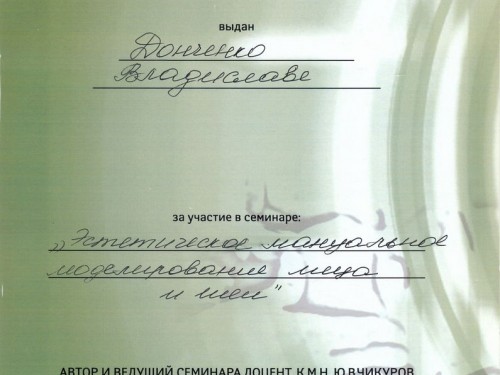 выдан
Донченко
Владиславе
за участие в семинаре:
„Эстетическое мануальное
моделирование лица
и шеи"
АВТОР И ВЕДУЩИЙ СЕМИНАРА ДОЦЕНТ, К.М.Н. Ю.В.ЧИКУРОВ